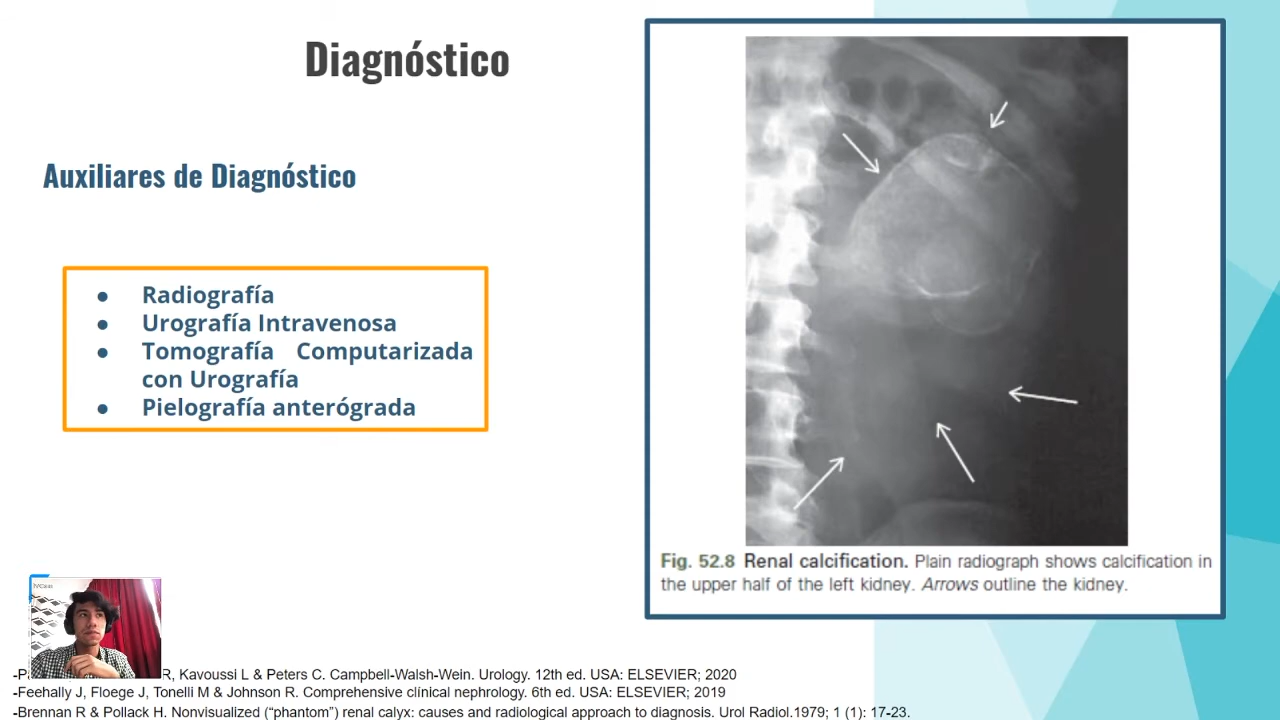 Diagnóstico
Auxiliares de Diagnóstico
● Radiografía
● Urografía Intravenosa
● Tomografía Computarizada
con Urografía
● Pielografía anterógrada
Fig. 52.8 Renal calcification. Plain radiograph shows calcification in
the upper half of the left kidney. Arrows outline the kidney.
R, Kavoussi L & Peters C. Campbell-Walsh-Wein. Urology. 12th ed. USA: ELSEVIER; 2020
-Feehally J, Floege J, Tonelli M & Johnson R. Comprehensive clínical nephrology. 6th ed. USA: ELSEVIER; 2019
-Brennan R & Pollack H. Nonvisualized (“phantom”) renal calyx: causes and radiological approach to diagnosis. Urol Radiol.1979; 1 (1): 17-23.